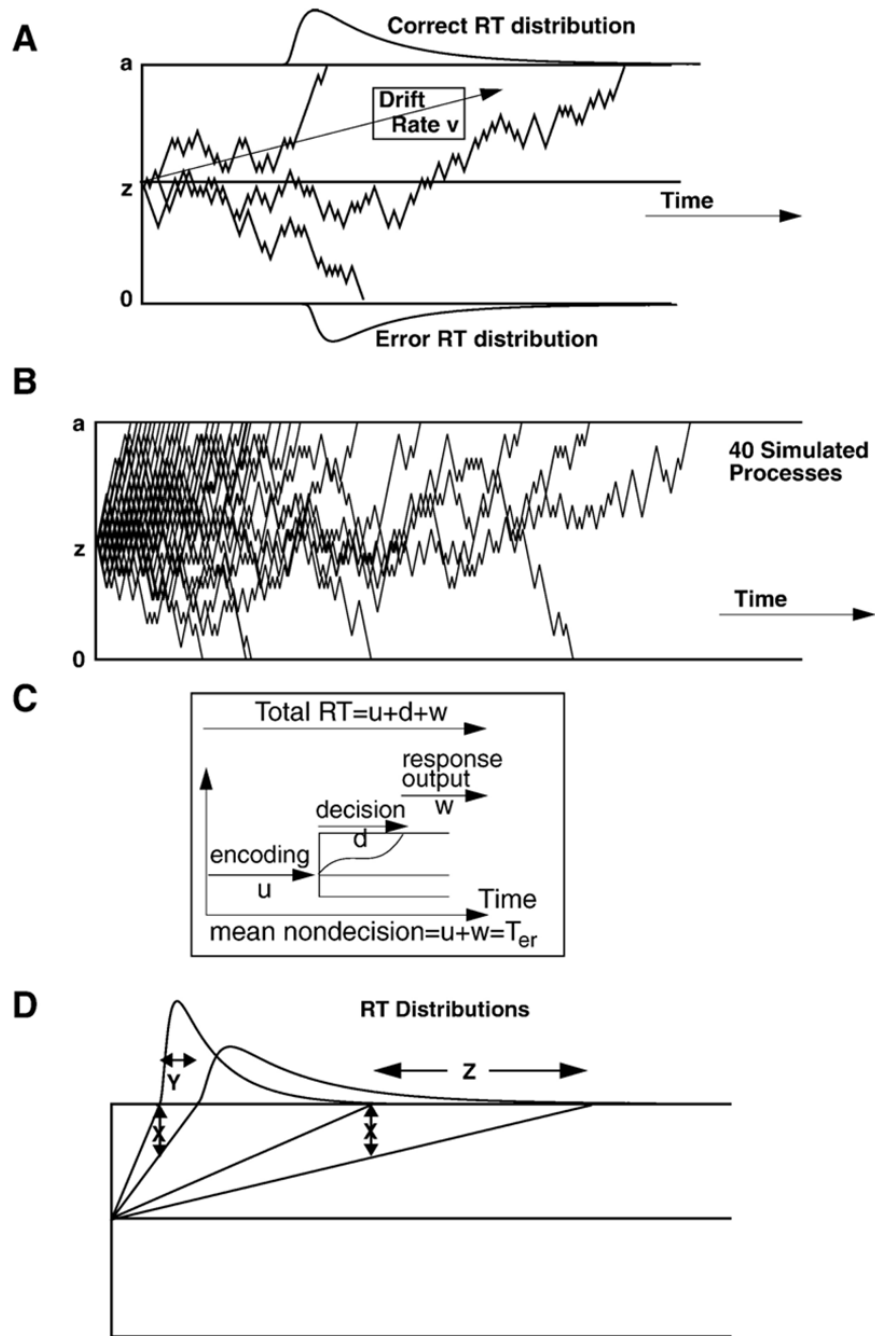 A
Correct RT distribution
a
Drift
Rate v
z
Time
0
Error RT distribution
B
a
40 Simulated
Processes
z
Time
0
C
Total RT=u+d+w
response
output
w
decision
d
encoding
u
Time
mean nondecision=u+w=Ter
D
RT Distributions
Y
Z
X
X